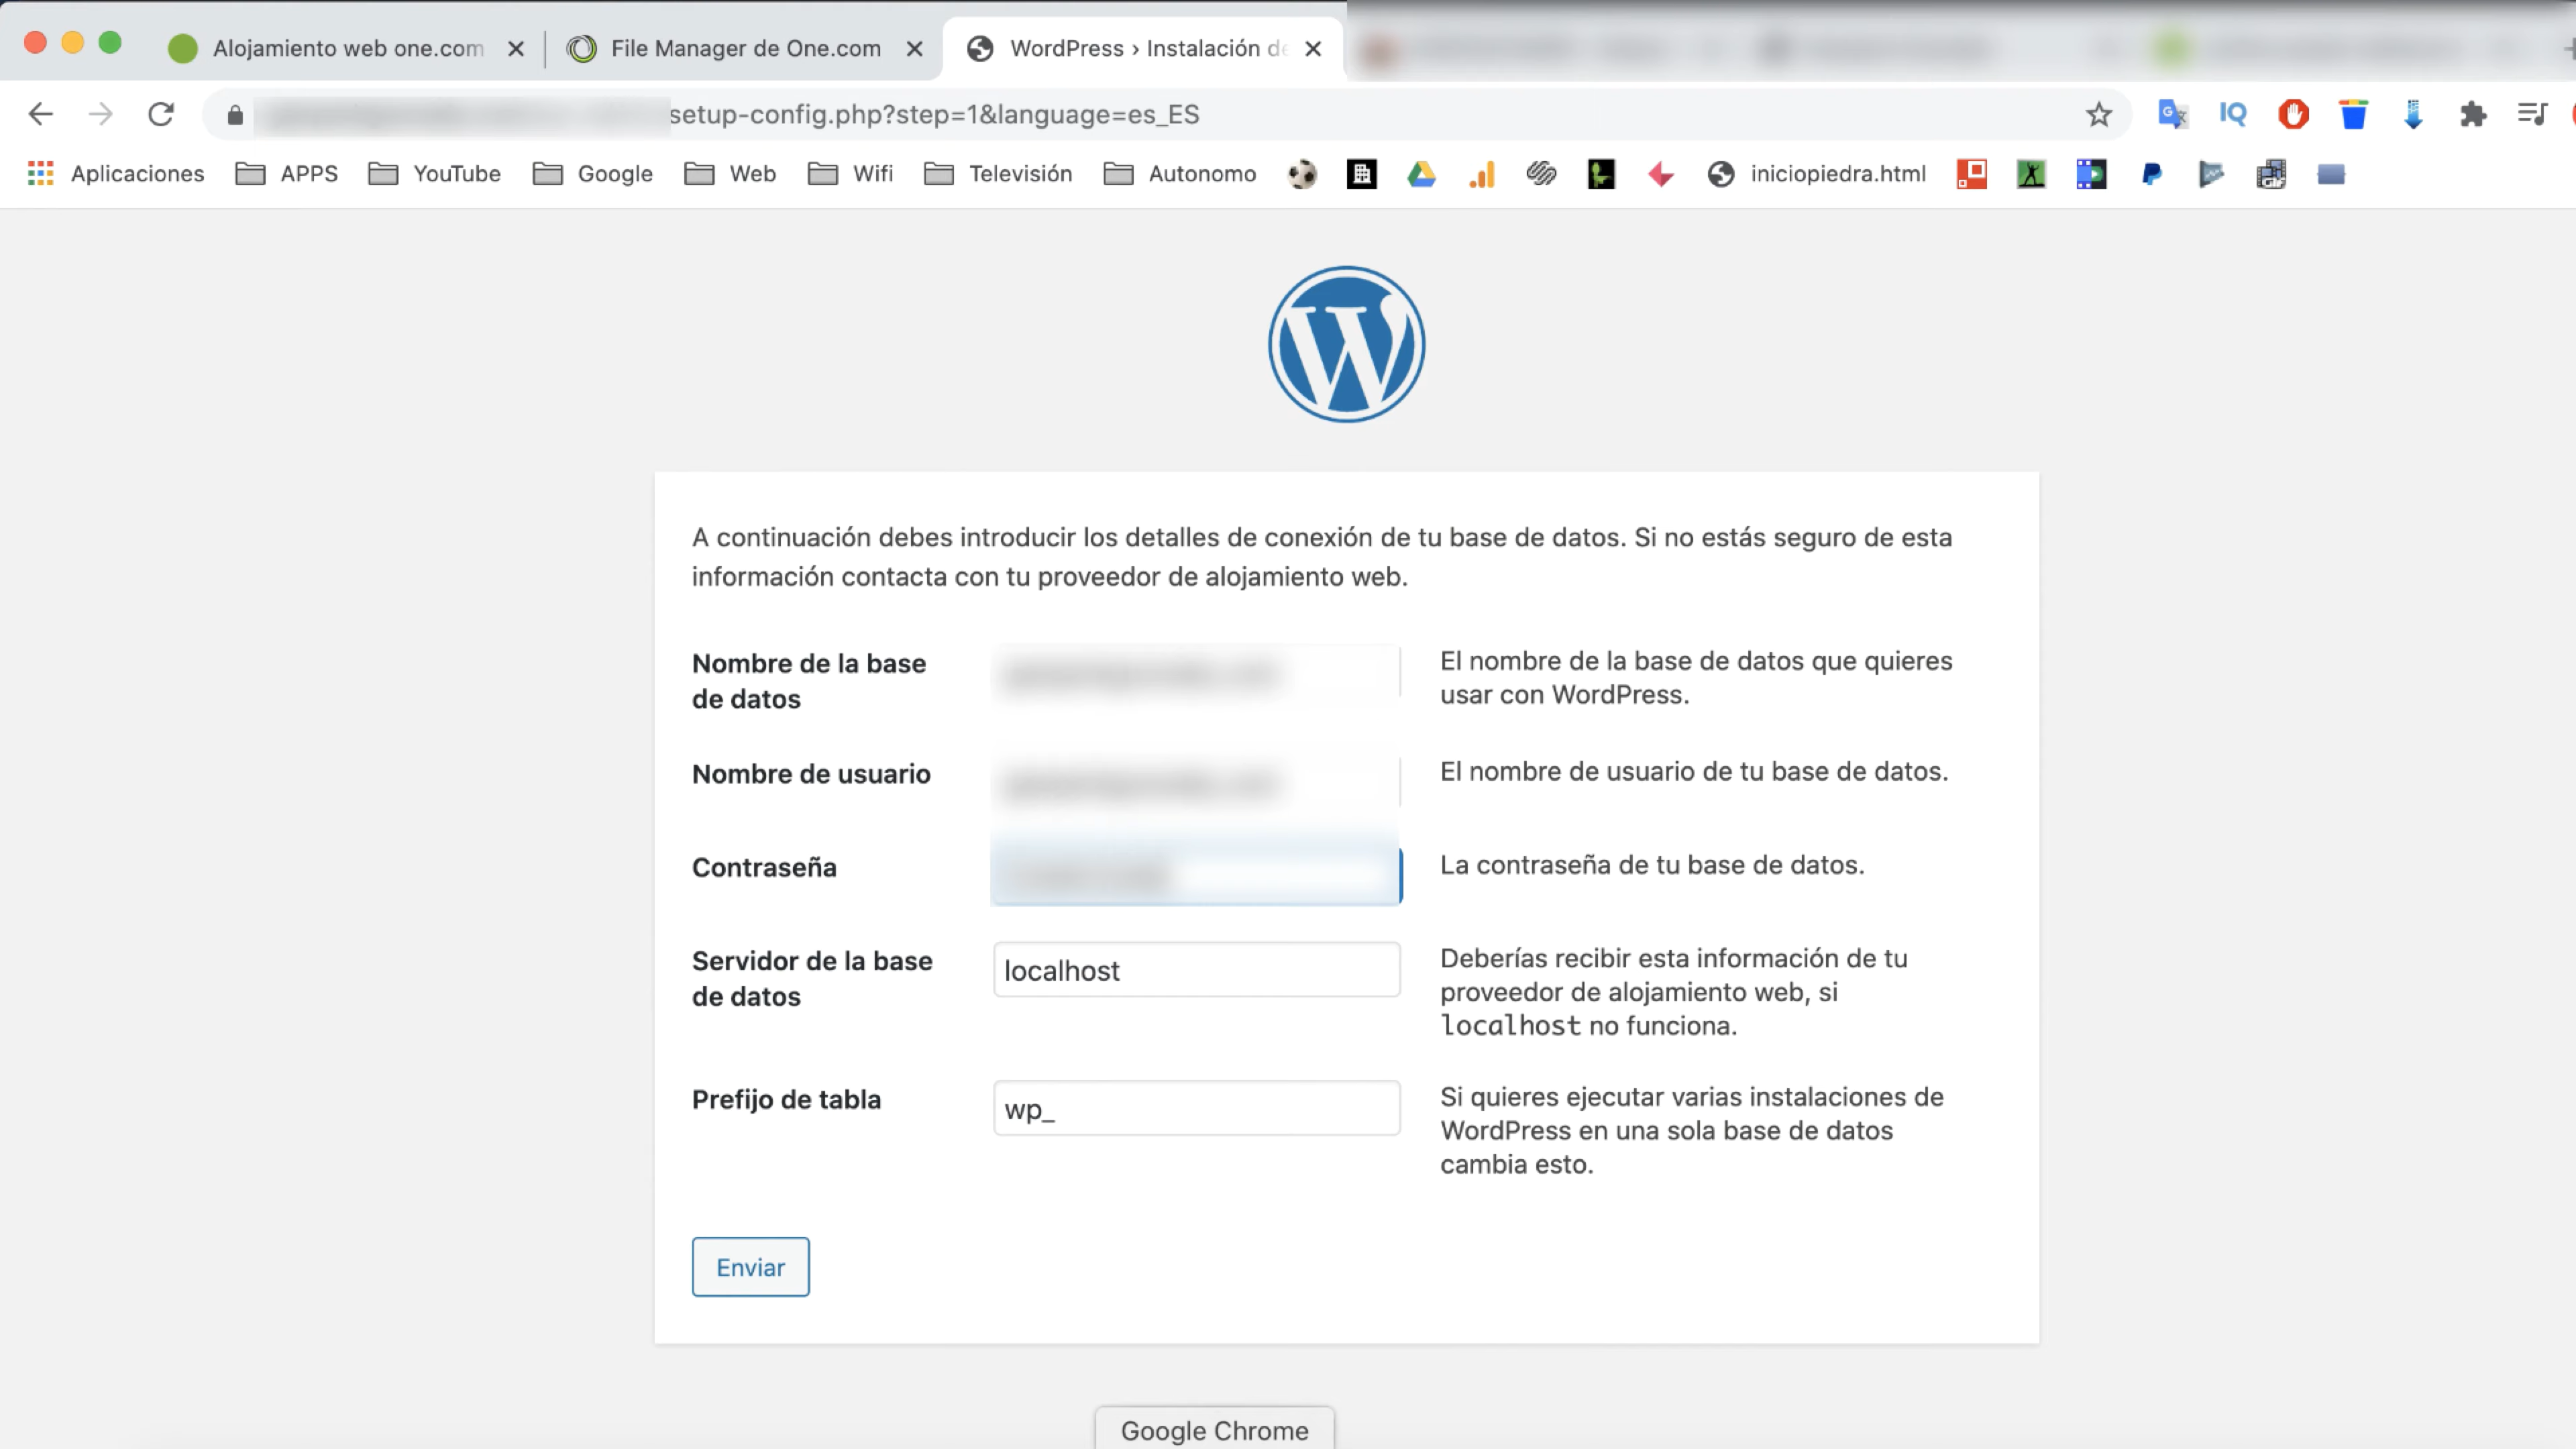 Alojamiento web one.com
File Manager de One.com
WordPress › Instalación de
setup-config.php?step=1&language=es_ES
Aplicaciones APPS YouTube Google Web Wifi Televisión Autonomo iniciopiedra.html
A continuación debes introducir los detalles de conexión de tu base de datos. Si no estás seguro de esta
información contacta con tu proveedor de alojamiento web.
Nombre de la base
de datos
El nombre de la base de datos que quieres
usar con WordPress.
Nombre de usuario
El nombre de usuario de tu base de datos.
Contraseña
La contraseña de tu base de datos.
Servidor de la base
de datos
localhost
Deberías recibir esta información de tu
proveedor de alojamiento web, si
localhost no funciona.
Prefijo de tabla
wp_
Si quieres ejecutar varias instalaciones de
WordPress en una sola base de datos
cambia esto.
Enviar
Google Chrome